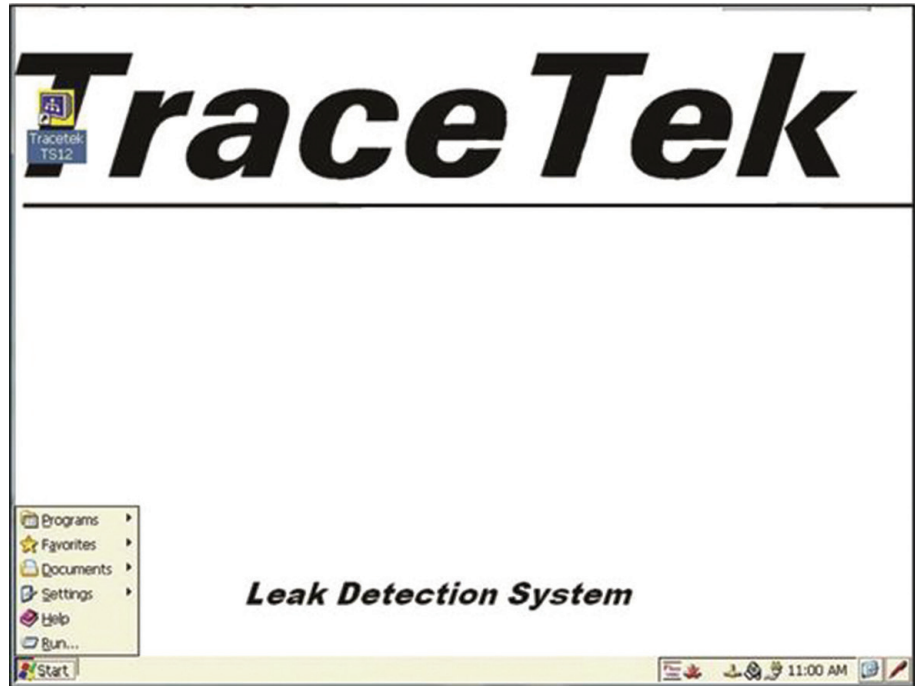 TraceTek
Tracetek
TS12
Programs
Favorites
Documents
Settings
Help
Run...
Leak Detection System
Start
11:00 AM